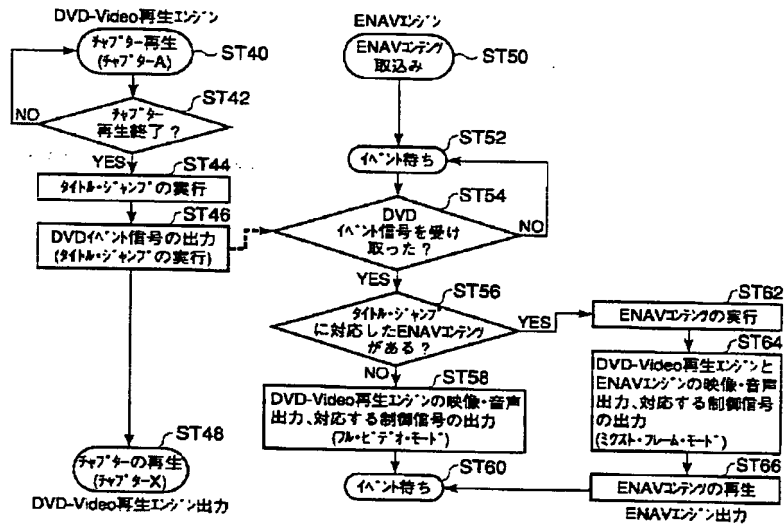 DVD-Video再生エンジン
チャプター再生
(チャプターA)
ST40
NO
チャプター
再生終了？
ST42
YES
ST44
タイトル・ジャンプの実行
ST46
DVDイベント信号の出力
(タイトル・ジャンプの実行)
ST48
チャプターの再生
(チャプターX)
DVD-Video再生エンジン出力
ENAVエンジン
ENAVコンテンツ
取込み
ST50
ST52
イベント待ち
ST54
DVD
イベント信号を受け
取った？
NO
YES
ST56
タイトル・ジャンプ
に対応したENAVコンテンツ
がある？
YES
NO
ST58
DVD-Video再生エンジンの映像・音声
出力、対応する制御信号の出力
(フル・ビデオ・モード)
ST60
イベント待ち
ST62
ENAVコンテンツの実行
ST64
DVD-Video再生エンジンと
ENAVエンジンの映像・音声
出力、対応する制御信号
の出力
(ミクスト・フレーム・モード)
ST66
ENAVコンテンツの再生
ENAVエンジン出力